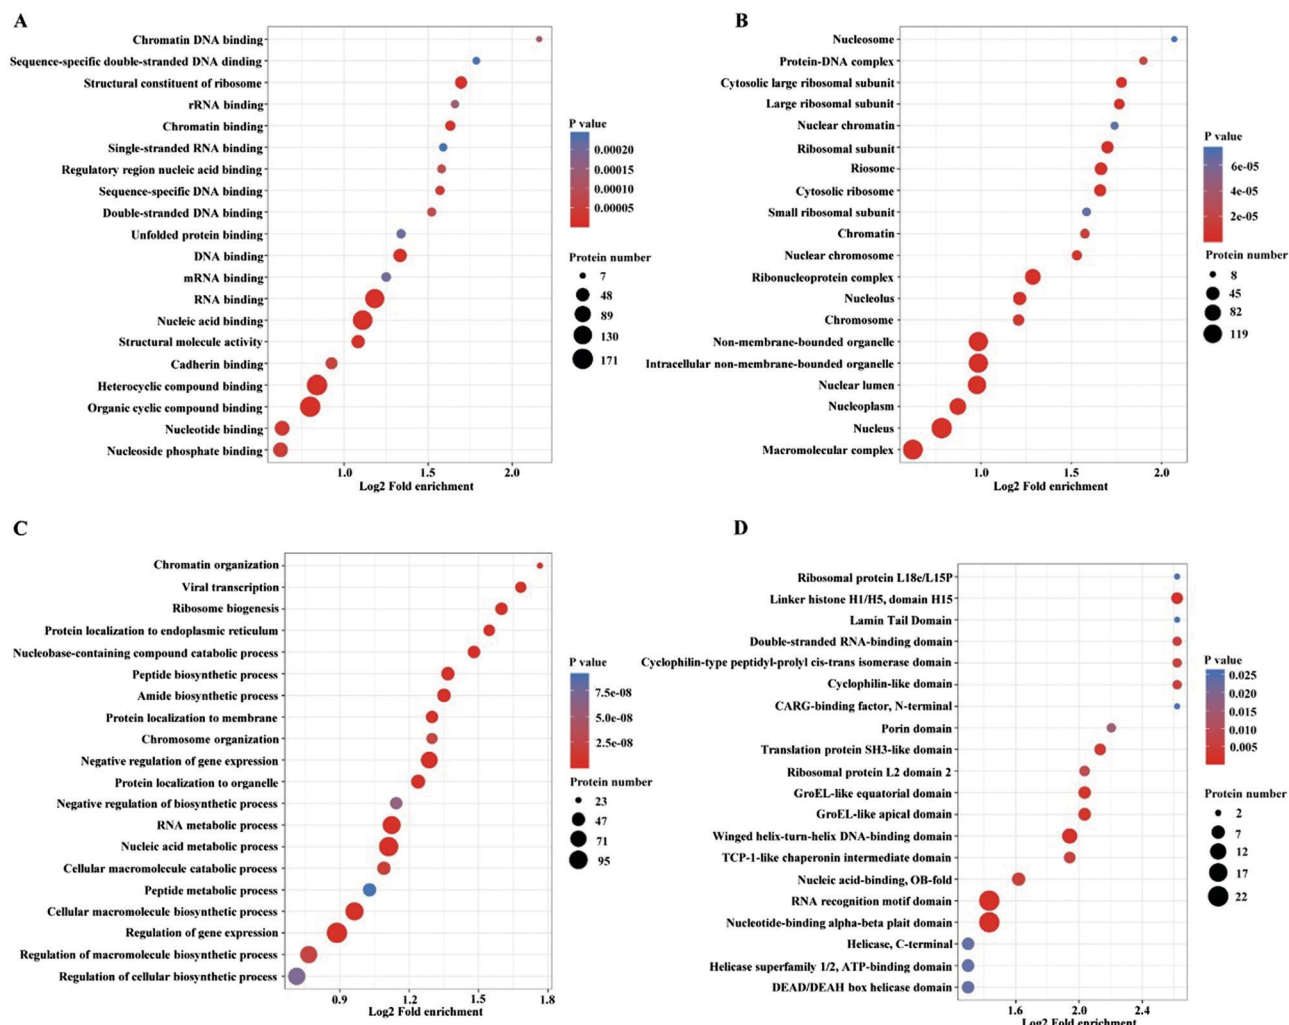 A
Chromatin DNA binding
Sequence-specific double-stranded DNA dinding
Structural constituent of ribosome
rRNA binding
Chromatin binding
Single-stranded RNA binding
Regulatory region nucleic acid binding
Sequence-specific DNA binding
Double-stranded DNA binding
Unfolded protein binding
DNA binding
mRNA binding
RNA binding
Nucleic acid binding
Structural molecule activity
Cadherin binding
Heterocyclic compound binding
Organic cyclic compound binding
Nucleotide binding
Nucleoside phosphate binding
1.0 1.5 2.0
Log2 Fold enrichment
P value
0.00020
0.00015
0.00010
0.00005
Protein number
7
48
89
130
171
B
Nucleosome
Protein-DNA complex
Cytosolic large ribosomal subunit
Large ribosomal subunit
Nuclear chromatin
Ribosomal subunit
Riosome
Cytosolic ribosome
Small ribosomal subunit
Chromatin
Nuclear chromosome
Ribonucleoprotein complex
Nucleolus
Chromosome
Non-membrane-bounded organelle
Intracellular non-membrane-bounded organelle
Nuclear lumen
Nucleoplasm
Nucleus
Macromolecular complex
1.0 1.5 2.0
Log2 Fold enrichment
P value
6e-05
4e-05
2e-05
Protein number
8
45
82
119
C
Chromatin organization
Viral transcription
Ribosome biogenesis
Protein localization to endoplasmic reticulum
Nucleobase-containing compound catabolic process
Peptide biosynthetic process
Amide biosynthetic process
Protein localization to membrane
Chromosome organization
Negative regulation of gene expression
Protein localization to organelle
Negative regulation of biosynthetic process
RNA metabolic process
Nucleic acid metabolic process
Cellular macromolecule catabolic process
Peptide metabolic process
Cellular macromolecule biosynthetic process
Regulation of gene expression
Regulation of macromolecule biosynthetic process
Regulation of cellular biosynthetic process
0.9 1.2 1.5 1.8
Log2 Fold enrichment
P value
7.5e-08
5.0e-08
2.5e-08
Protein number
23
47
71
95
D
Ribosomal protein L18e/L15P
Linker histone H1/H5, domain H15
Lamin Tail Domain
Double-stranded RNA-binding domain
Cyclophilin-type peptidyl-prolyl cis-trans isomerase domain
Cyclophilin-like domain
CARG-binding factor, N-terminal
Porin domain
Translation protein SH3-like domain
Ribosomal protein L2 domain 2
GroEL-like equatorial domain
GroEL-like apical domain
Winged helix-turn-helix DNA-binding domain
TCP-1-like chaperonin intermediate domain
Nucleic acid-binding, OB-fold
RNA recognition motif domain
Nucleotide-binding alpha-beta plait domain
Helicase, C-terminal
Helicase superfamily 1/2, ATP-binding domain
DEAD/DEAH box helicase domain
1.6 2.0 2.4
Log2 Fold enrichment
P value
0.025
0.020
0.015
0.010
0.005
Protein number
2
7
12
17
22